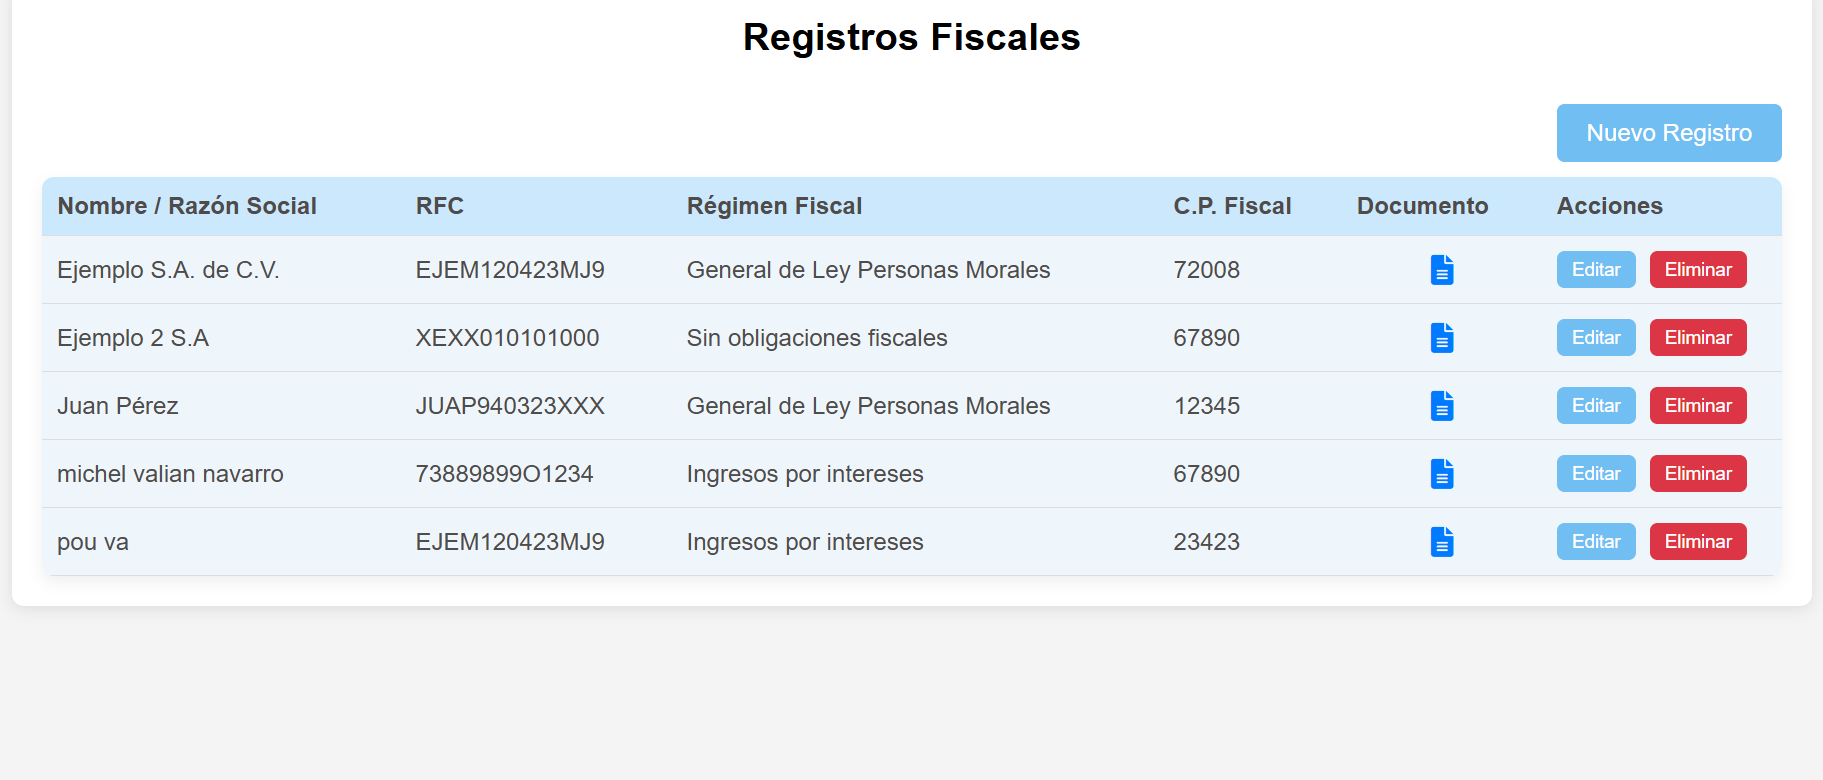 Registros Fiscales
Nuevo Registro
Nombre / Razón Social RFC Régimen Fiscal C.P. Fiscal Documento Acciones
Ejemplo S.A. de C.V. EJEM120423MJ9 General de Ley Personas Morales 72008 Editar Eliminar
Ejemplo 2 S.A XEXX010101000 Sin obligaciones fiscales 67890 Editar Eliminar
Juan Pérez JUAP940323XXX General de Ley Personas Morales 12345 Editar Eliminar
michel valian navarro 73889899O1234 Ingresos por intereses 67890 Editar Eliminar
pou va EJEM120423MJ9 Ingresos por intereses 23423 Editar Eliminar